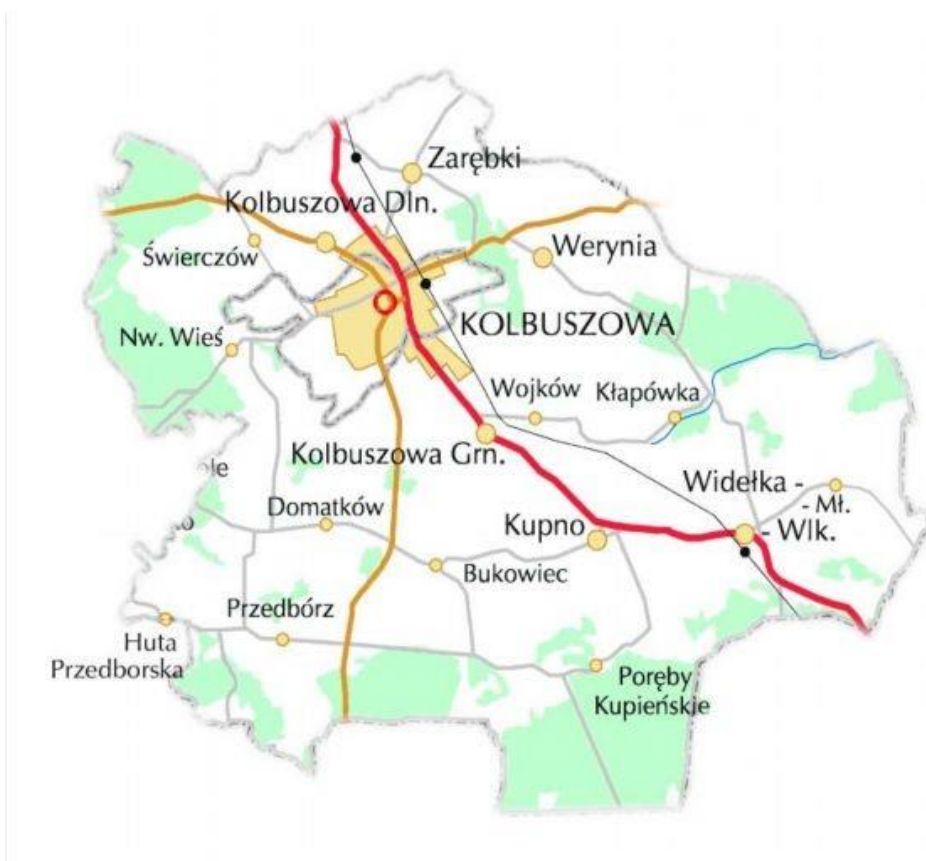 Zarębki
Kolbuszowa Dln.
Werynia
Świerczów
KOLBUSZOWA
Nw. Wieś
Wojków
Kłapówka
Kolbuszowa Grn.
Widełka -
- Mł.
Domatków
Kupno
- Wlk.
Bukowiec
Przedbórz
Huta
Przedborska
Poręby
Kupieńskie